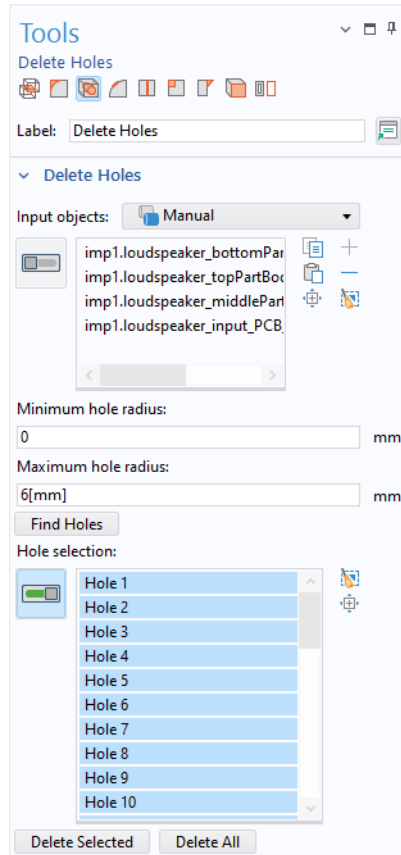 Tools
Delete Holes
Label: Delete Holes
Delete Holes
Input objects: Manual
imp1.loudspeaker_bottomPar
imp1.loudspeaker_topPartBod
imp1.loudspeaker_middlePart
imp1.loudspeaker_input_PCB_
Minimum hole radius:
0 mm
Maximum hole radius:
6[mm] mm
Find Holes
Hole selection:
Hole 1
Hole 2
Hole 3
Hole 4
Hole 5
Hole 6
Hole 7
Hole 8
Hole 9
Hole 10
Delete Selected Delete All